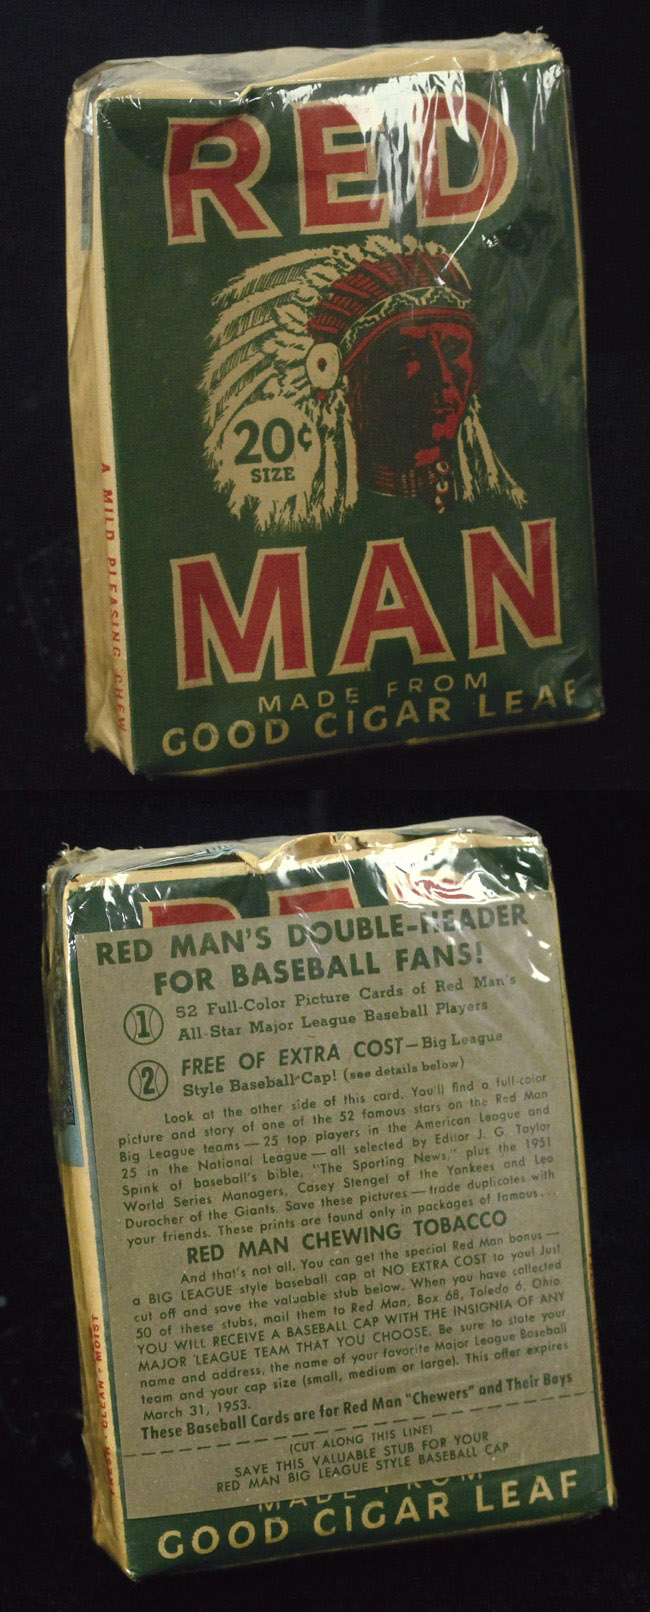 RED
20¢
SIZE
MAN
MADE FROM
GOOD CIGAR LEAF
A MILD PLEASING CHEW
RED MAN'S DOUBLE-HEADER
FOR BASEBALL FANS!
1 52 Full-Color Picture Cards of Red Man's
All-Star Major League Baseball Players
2 FREE OF EXTRA COST—Big League
Style Baseball Cap! (see details below)
Look at the other side of this card. You'll find a full-color
picture and story of one of the 52 famous stars on the Red Man
Big League teams—25 top players in the American League and
25 in the National League—all selected by Editor J. G. Taylor
Spink of baseball's bible, "The Sporting News," plus the 1951
World Series Managers, Casey Stengel of the Yankees and Leo
Durocher of the Giants. Save these pictures—trade duplicates with
your friends. These prints are found only in packages of famous...
RED MAN CHEWING TOBACCO
And that's not all. You can get the special Red Man bonus—
a BIG LEAGUE style baseball cap at NO EXTRA COST to you! Just
cut off and save the valuable stub below. When you have collected
50 of these stubs, mail them to Red Man, Box 68, Toledo 6, Ohio.
YOU WILL RECEIVE A BASEBALL CAP WITH THE INSIGNIA OF ANY
MAJOR LEAGUE TEAM THAT YOU CHOOSE. Be sure to state your
name and address, the name of your favorite Major League Baseball
team and your cap size (small, medium or large). This offer expires
March 31, 1953.
These Baseball Cards are for Red Man "Chewers" and Their Boys
(CUT ALONG THIS LINE)
SAVE THIS VALUABLE STUB FOR YOUR
RED MAN BIG LEAGUE STYLE BASEBALL CAP
MADE FROM
GOOD CIGAR LEAF
CLEAN - MOIST